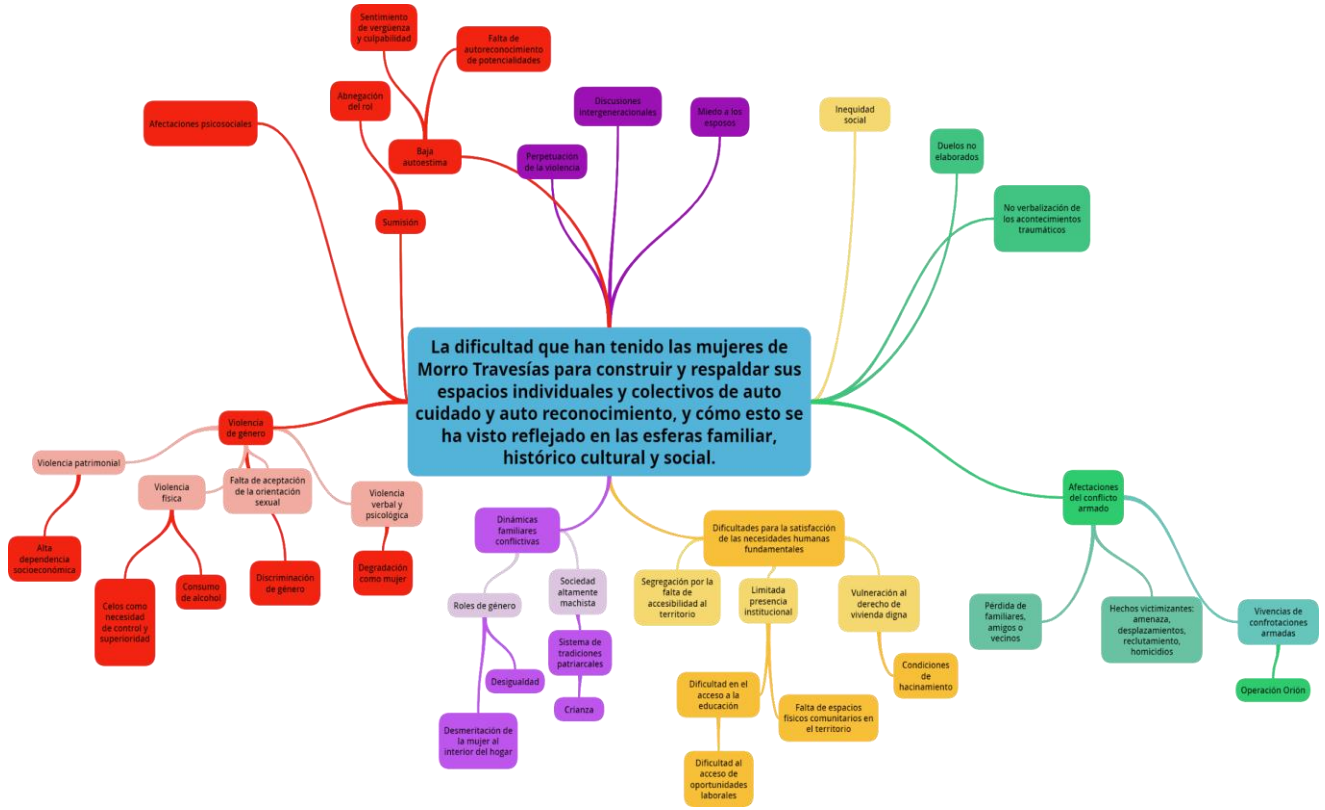 Sentimiento
de vergüenza
y culpabilidad
Falta de
autoreconocimiento
de potencialidades
Afectaciones psicosociales
Abnegación
del rol
Baja
autoestima
Sumisión
Discusiones
intergeneracionales
Miedo a los
esposos
Perpetuación
de la violencia
Inequidad
social
Duelos no
elaborados
No verbalización de
los acontecimientos
traumáticos
La dificultad que han tenido las mujeres de
Morro Travesías para construir y respaldar sus
espacios individuales y colectivos de auto
cuidado y auto reconocimiento, y cómo esto se
ha visto reflejado en las esferas familiar,
histórico cultural y social.
Violencia
de género
Violencia patrimonial
Violencia
física
Falta de aceptación
de la orientación
sexual
Violencia
verbal y
psicológica
Alta
dependencia
socioeconómica
Celos como
necesidad
de control y
superioridad
Consumo
de alcohol
Discriminación
de género
Degradación
como mujer
Dinámicas
familiares
conflictivas
Roles de género
Sociedad
altamente
machista
Sistema de
tradiciones
patriarcales
Desigualdad
Crianza
Desmeritación de
la mujer al
interior del hogar
Dificultades para la satisfacción
de las necesidades humanas
fundamentales
Segregación por la
falta de
accesibilidad al
territorio
Limitada
presencia
institucional
Vulneración al
derecho de
vivienda digna
Condiciones
de
hacinamiento
Dificultad en el
acceso a la
educación
Falta de espacios
físicos comunitarios en
el territorio
Dificultad al
acceso de
oportunidades
laborales
Afectaciones
del conflicto
armado
Pérdida de
familiares,
amigos o
vecinos
Hechos victimizantes:
amenaza,
desplazamientos,
reclutamiento,
homicidios
Vivencias de
confrotaciones
armadas
Operación Orión